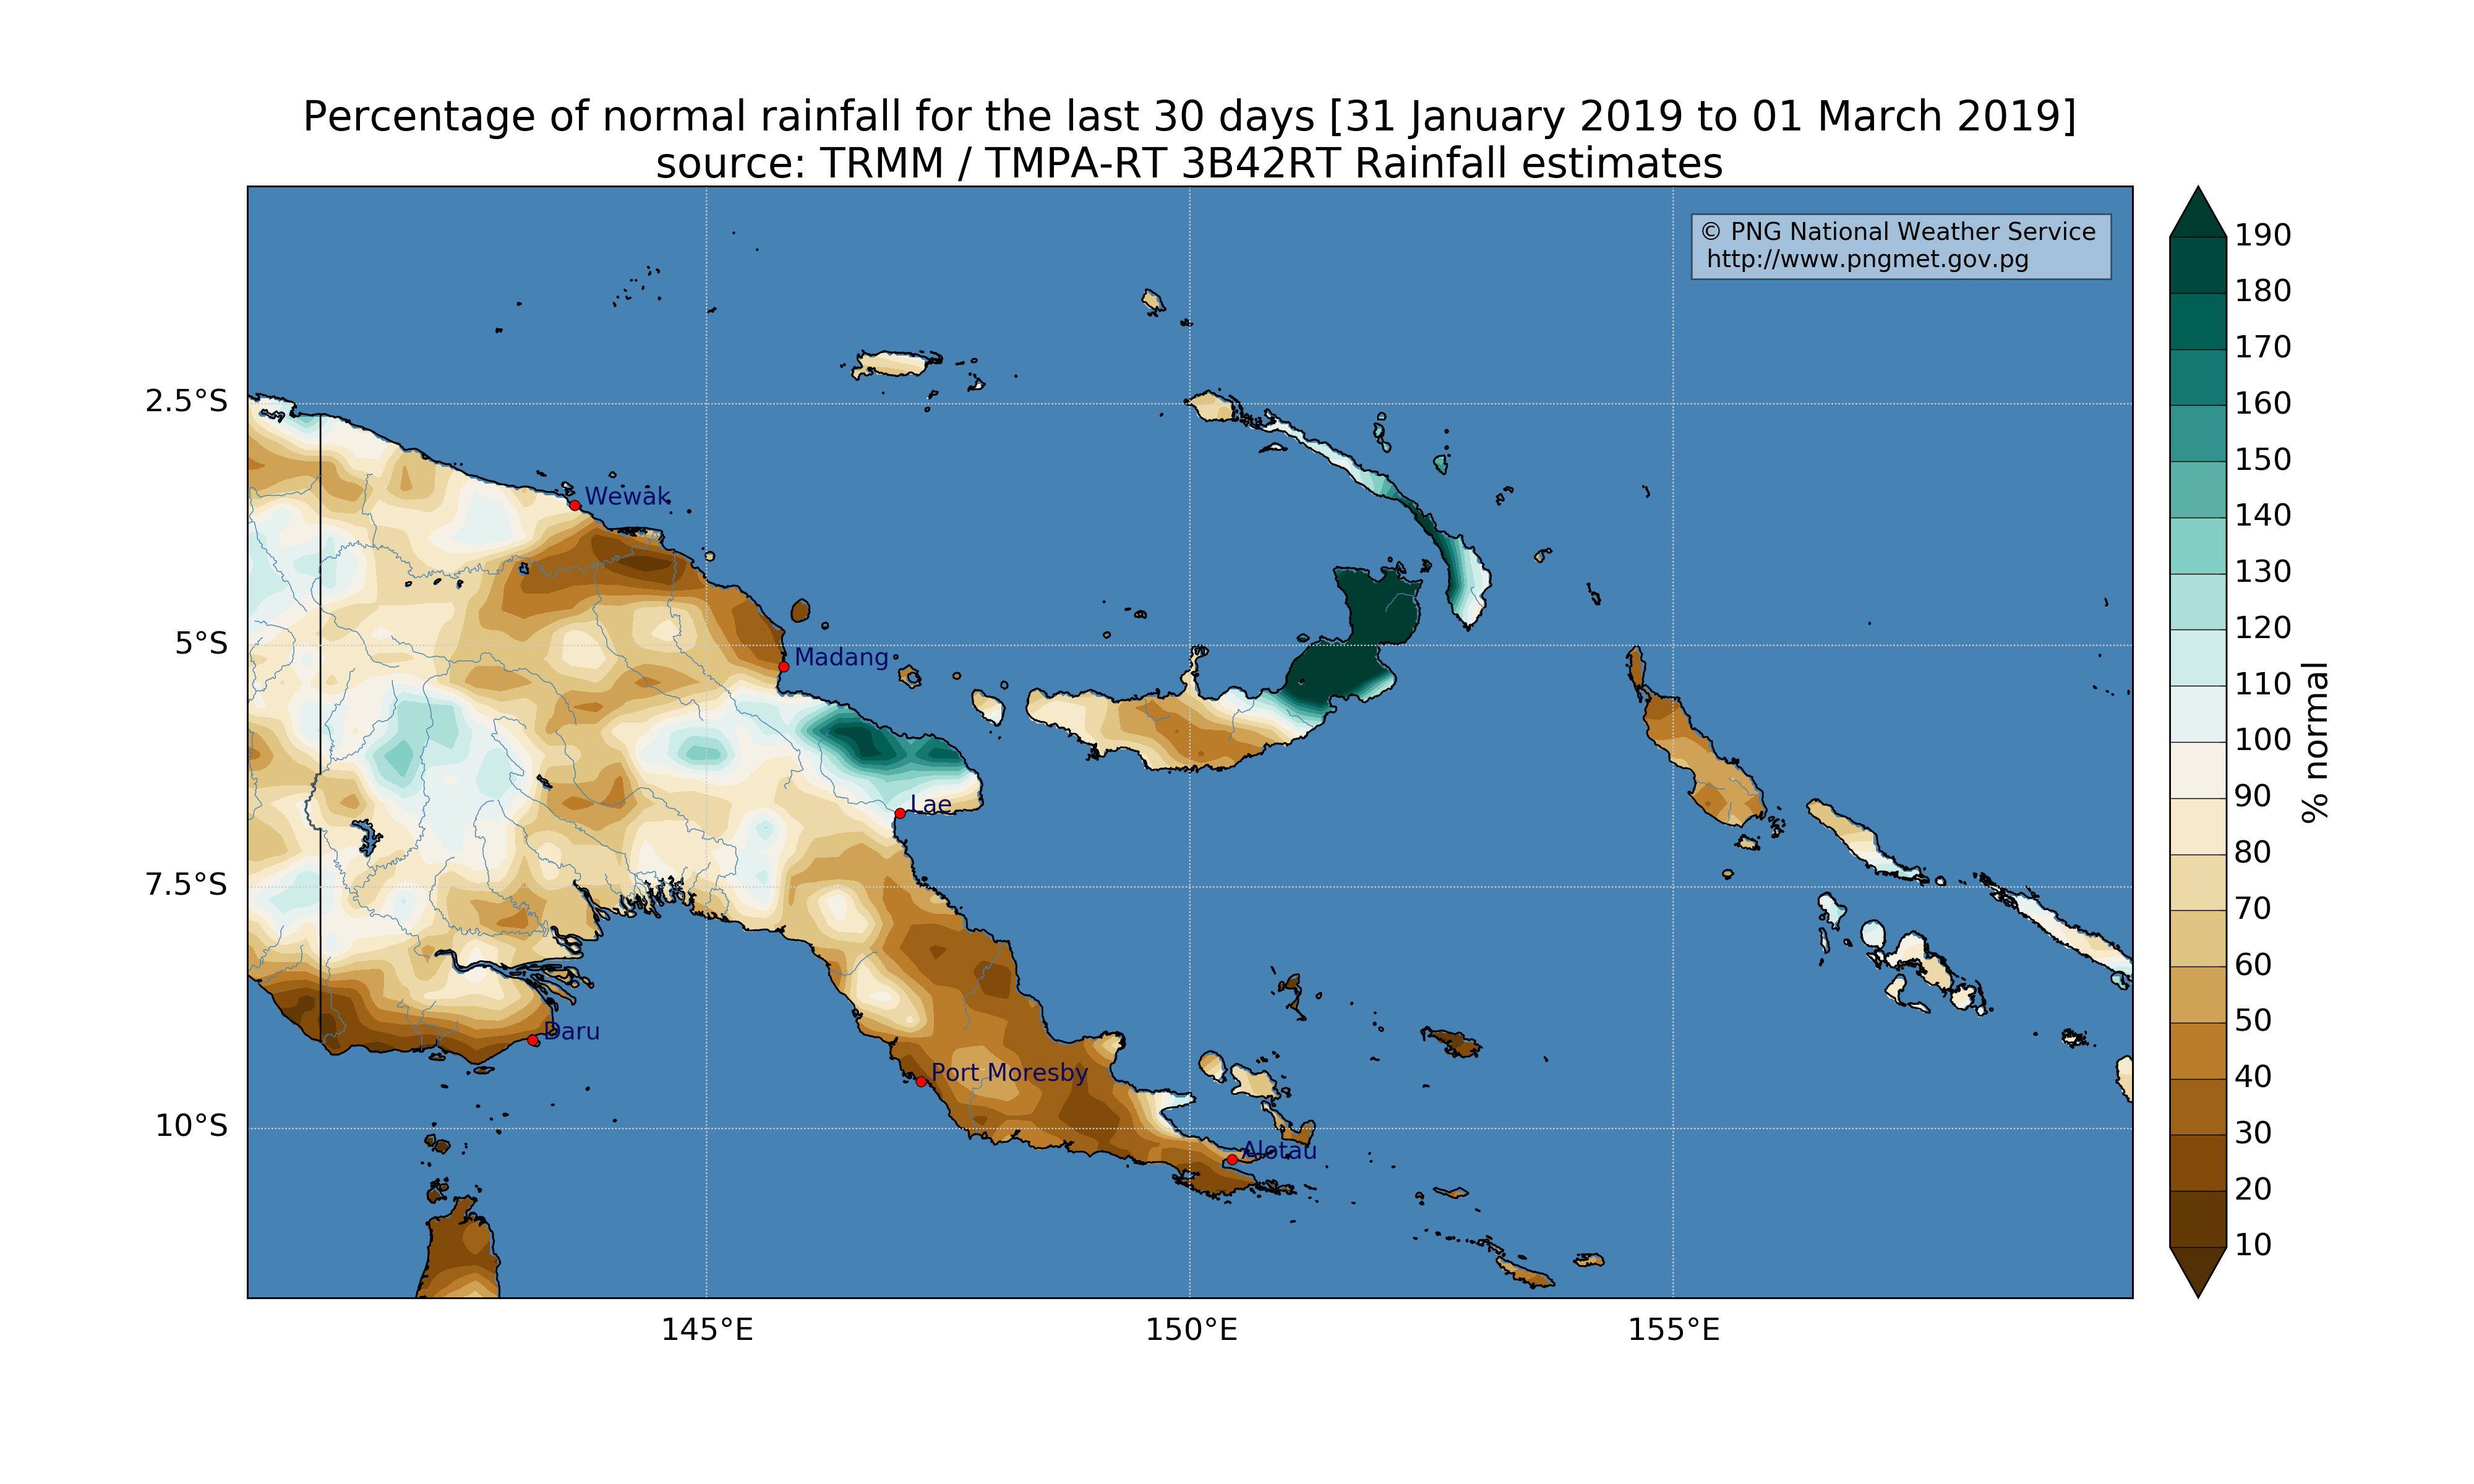 Percentage of normal rainfall for the last 30 days [31 January 2019 to 01 March 2019]
source: TRMM / TMPA-RT 3B42RT Rainfall estimates
© PNG National Weather Service
http://www.pngmet.gov.pg
2.5°S
5°S
7.5°S
10°S
Wewak
Madang
Lae
Daru
Port Moresby
Alotau
145°E
150°E
155°E
190
180
170
160
150
140
130
120
110
100
90
80
70
60
50
40
30
20
10
% normal